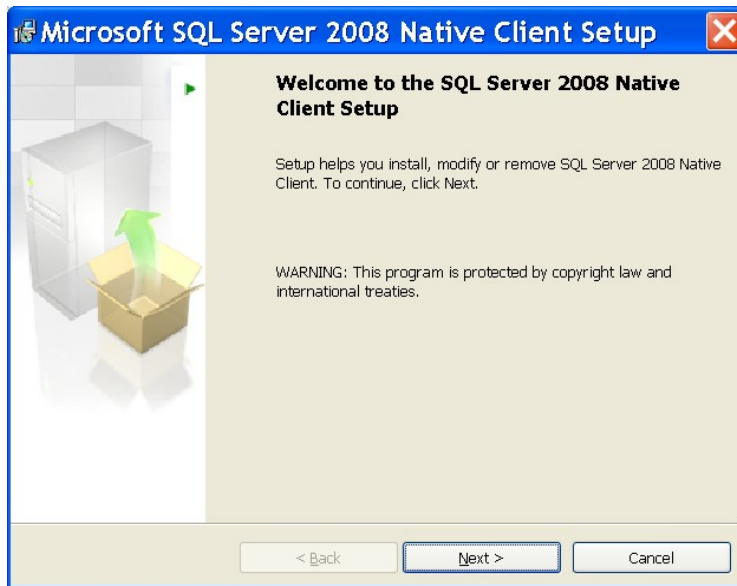 Microsoft SQL Server 2008 Native Client Setup
Welcome to the SQL Server 2008 Native
Client Setup
Setup helps you install, modify or remove SQL Server 2008 Native
Client. To continue, click Next.
WARNING: This program is protected by copyright law and
international treaties.
< Back Next > Cancel